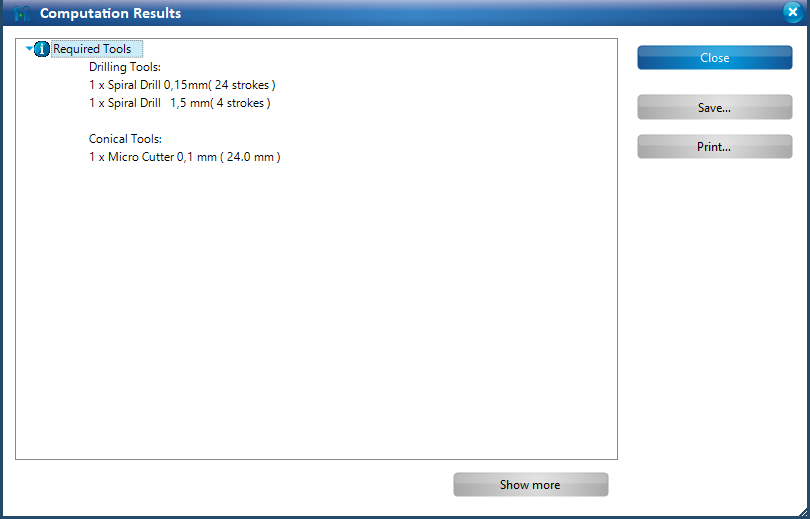 Computation Results
Required Tools
Drilling Tools:
1 x Spiral Drill 0,15mm( 24 strokes )
1 x Spiral Drill   1,5 mm( 4 strokes )
Conical Tools:
1 x Micro Cutter 0,1 mm ( 24.0 mm )
Close
Save...
Print...
Show more